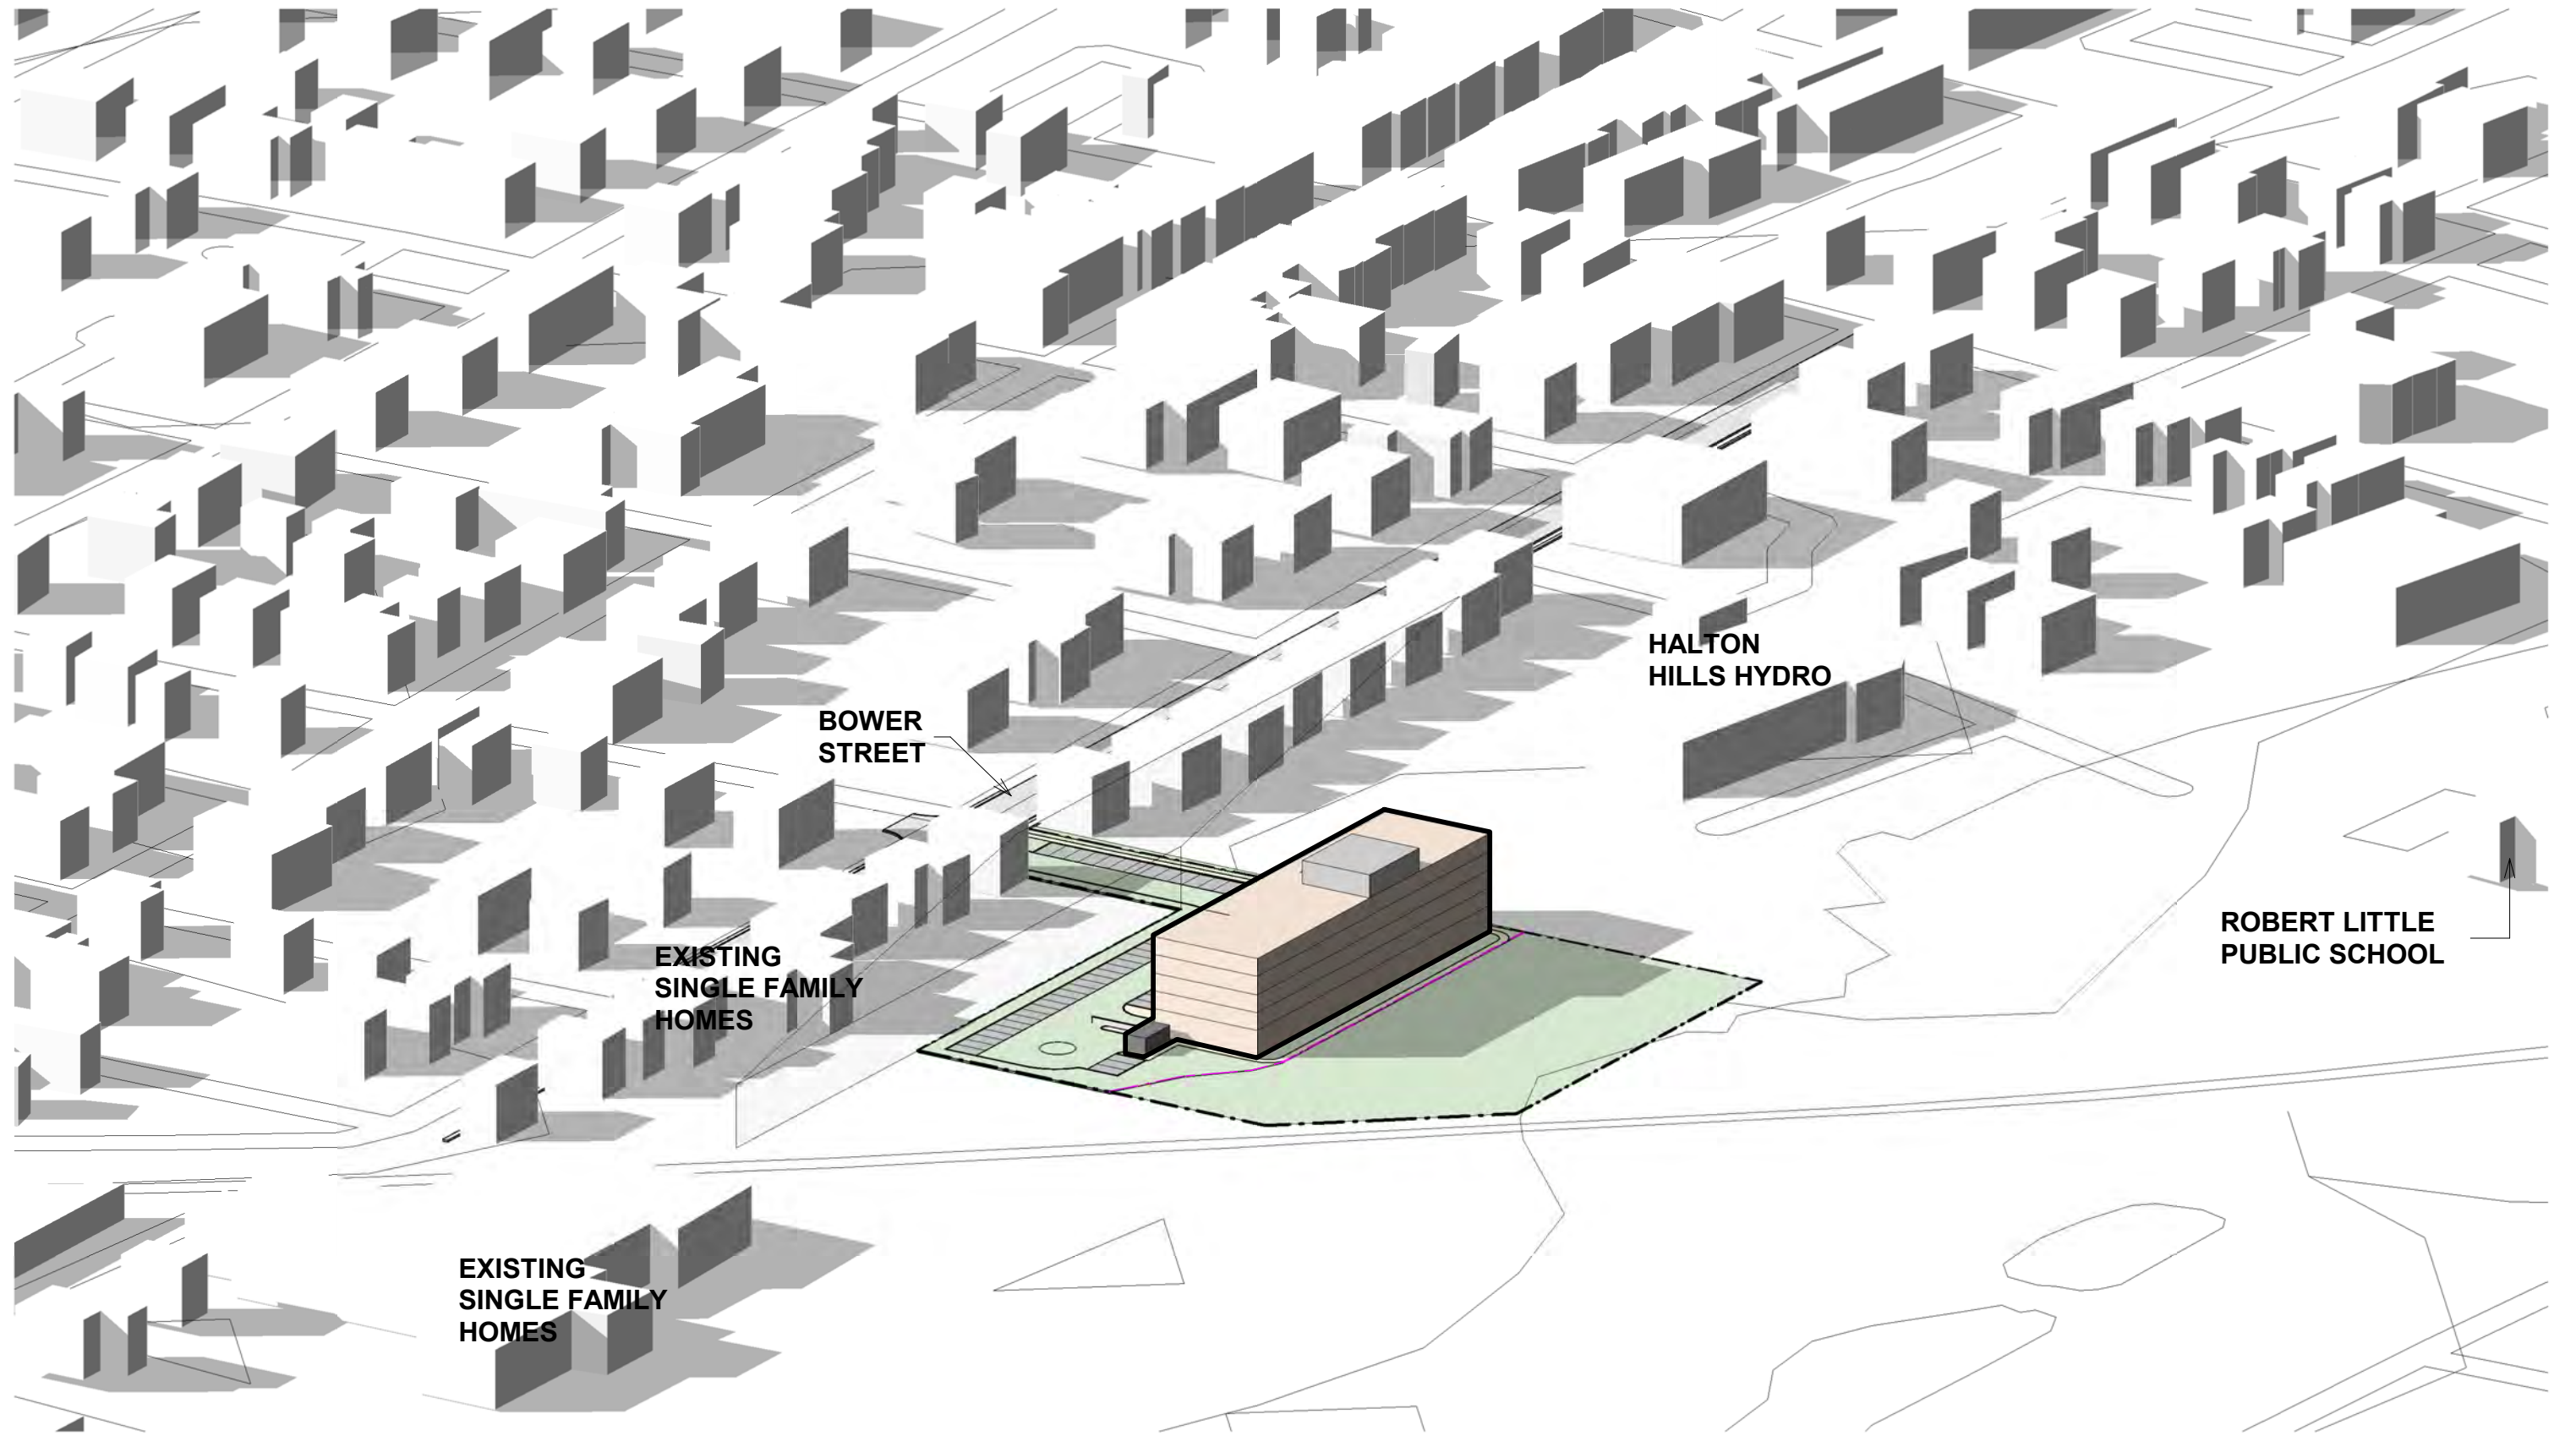 HALTON
HILLS HYDRO
BOWER
STREET
ROBERT LITTLE
PUBLIC SCHOOL
EXISTING
SINGLE FAMILY
HOMES
EXISTING
SINGLE FAMILY
HOMES